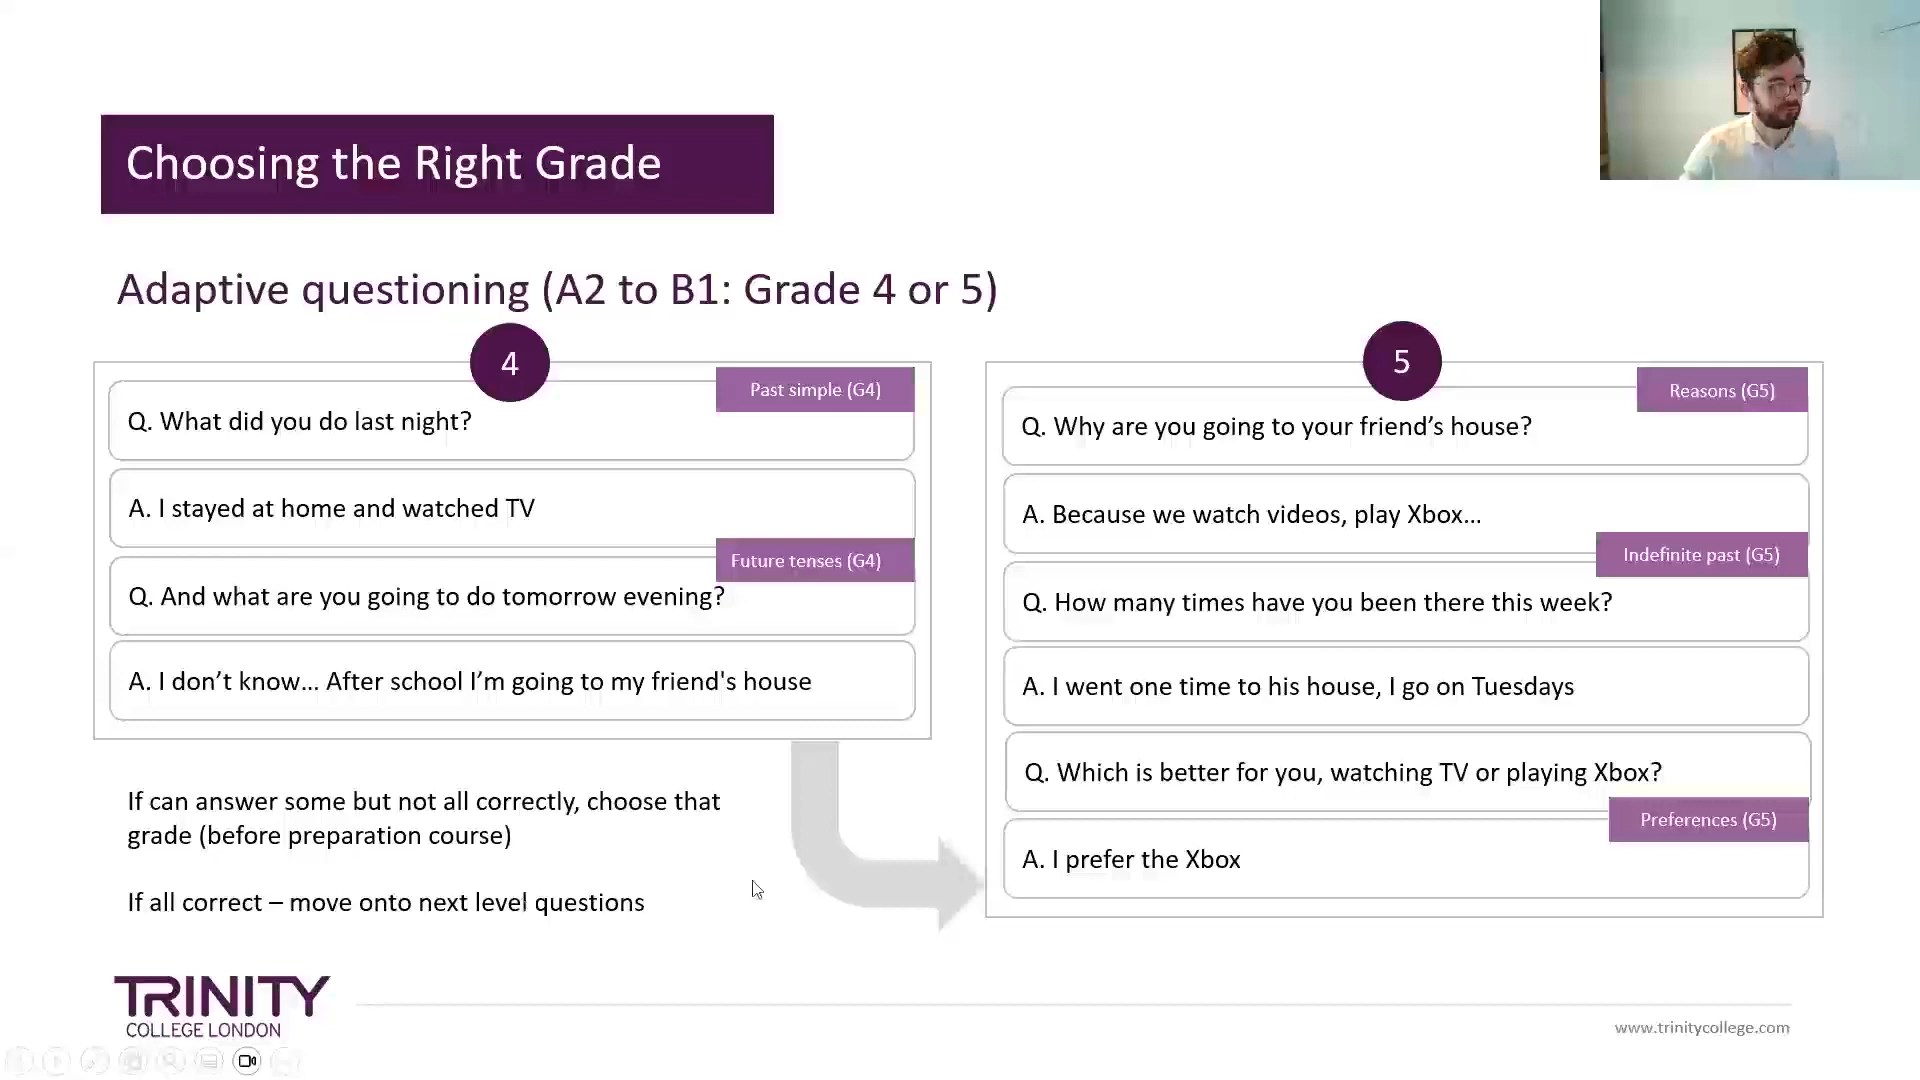 Choosing the Right Grade
Adaptive questioning (A2 to B1: Grade 4 or 5)
4
Past simple (G4)
Q. What did you do last night?
A. I stayed at home and watched TV
Future tenses (G4)
Q. And what are you going to do tomorrow evening?
A. I don’t know... After school I’m going to my friend's house
If can answer some but not all correctly, choose that
grade (before preparation course)
If all correct – move onto next level questions
5
Reasons (G5)
Q. Why are you going to your friend’s house?
A. Because we watch videos, play Xbox...
Indefinite past (G5)
Q. How many times have you been there this week?
A. I went one time to his house, I go on Tuesdays
Q. Which is better for you, watching TV or playing Xbox?
Preferences (G5)
A. I prefer the Xbox
TRINITY
COLLEGE LONDON
www.trinitycollege.com